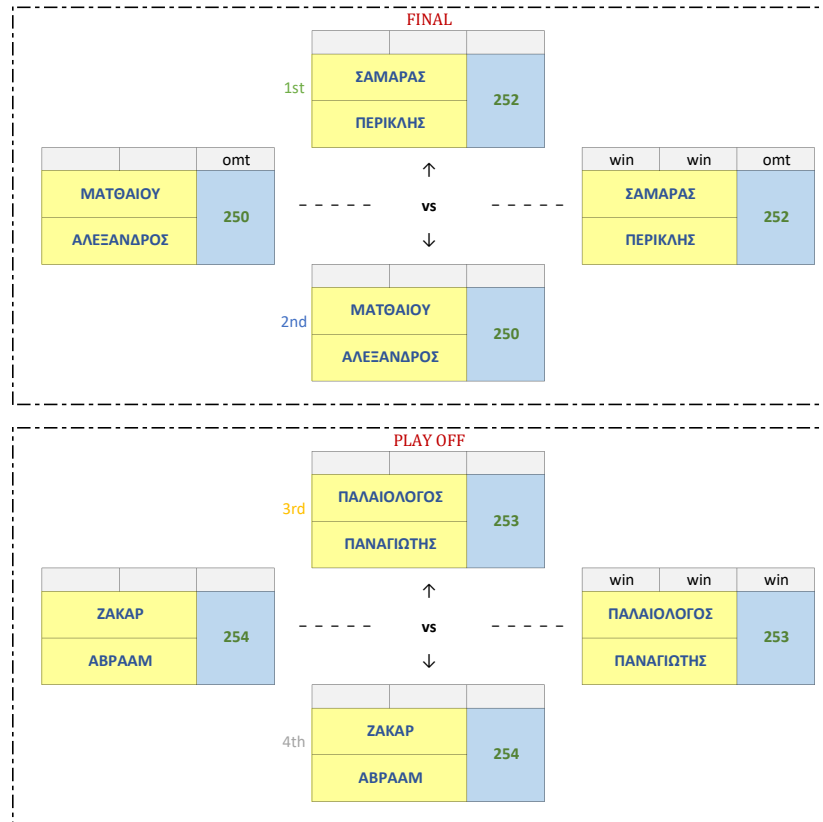 FINAL
1st
ΣΑΜΑΡΑΣ
252
ΠΕΡΙΚΛΗΣ
omt
ΜΑΤΘΑΙΟΥ
250
ΑΛΕΞΑΝΔΡΟΣ
↑
vs
↓
win win omt
ΣΑΜΑΡΑΣ
252
ΠΕΡΙΚΛΗΣ
2nd
ΜΑΤΘΑΙΟΥ
250
ΑΛΕΞΑΝΔΡΟΣ
PLAY OFF
3rd
ΠΑΛΑΙΟΛΟΓΟΣ
253
ΠΑΝΑΓΙΩΤΗΣ
ΖΑΚΑΡ
254
ΑΒΡΑΑΜ
↑
vs
↓
win win win
ΠΑΛΑΙΟΛΟΓΟΣ
253
ΠΑΝΑΓΙΩΤΗΣ
4th
ΖΑΚΑΡ
254
ΑΒΡΑΑΜ